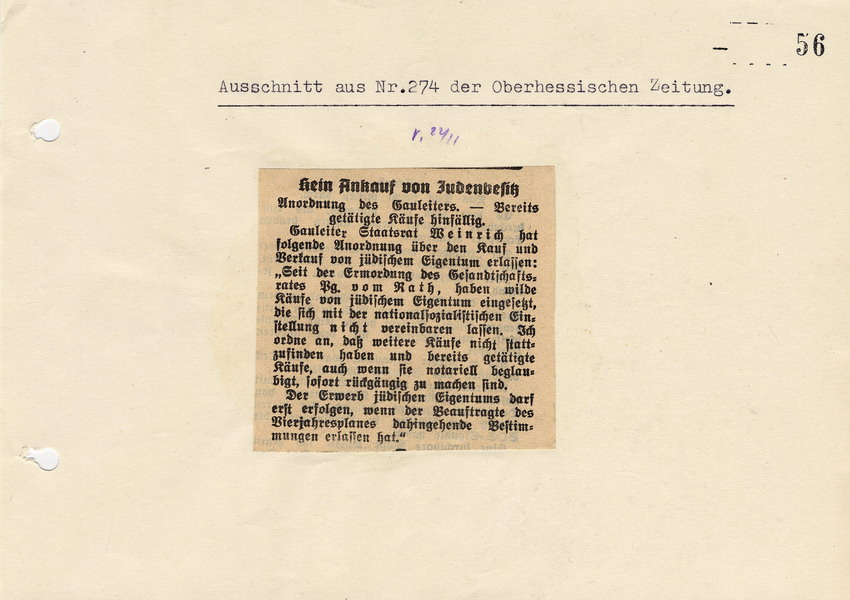 - 56
Ausschnitt aus Nr.274 der Oberhessischen Zeitung.
v. 22/11
Kein Ankauf von Judenbesitz
Anordnung des Gauleiters. — Bereits
getätigte Käufe hinfällig.
Gauleiter Staatsrat Weinrich hat
folgende Anordnung über den Kauf und
Verkauf von jüdischem Eigentum erlassen:
„Seit der Ermordung des Gesandtschafts-
rates Pg. vom Rath, haben wilde
Käufe von jüdischem Eigentum eingesetzt,
die sich mit der nationalsozialistischen Ein-
stellung nicht vereinbaren lassen. Ich
ordne an, daß weitere Käufe nicht statt-
zufinden haben und bereits getätigte
Käufe, auch wenn sie notariell beglau-
bigt, sofort rückgängig zu machen sind.
Der Erwerb jüdischen Eigentums darf
erst erfolgen, wenn der Beauftragte des
Vierjahresplanes dahingehende Bestim-
mungen erlassen hat.“